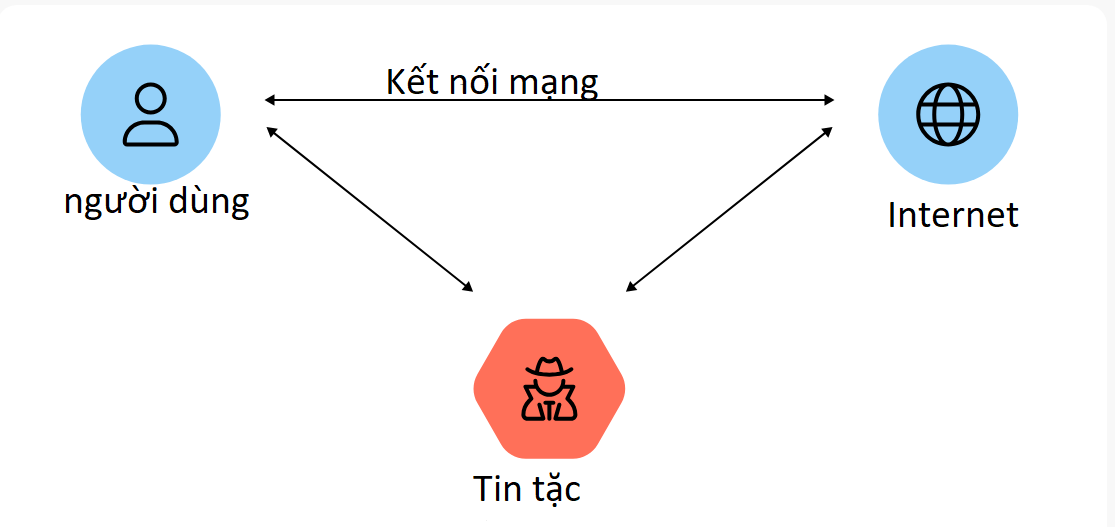 Kết nối mạng
người dùng
Internet
Tin tặc